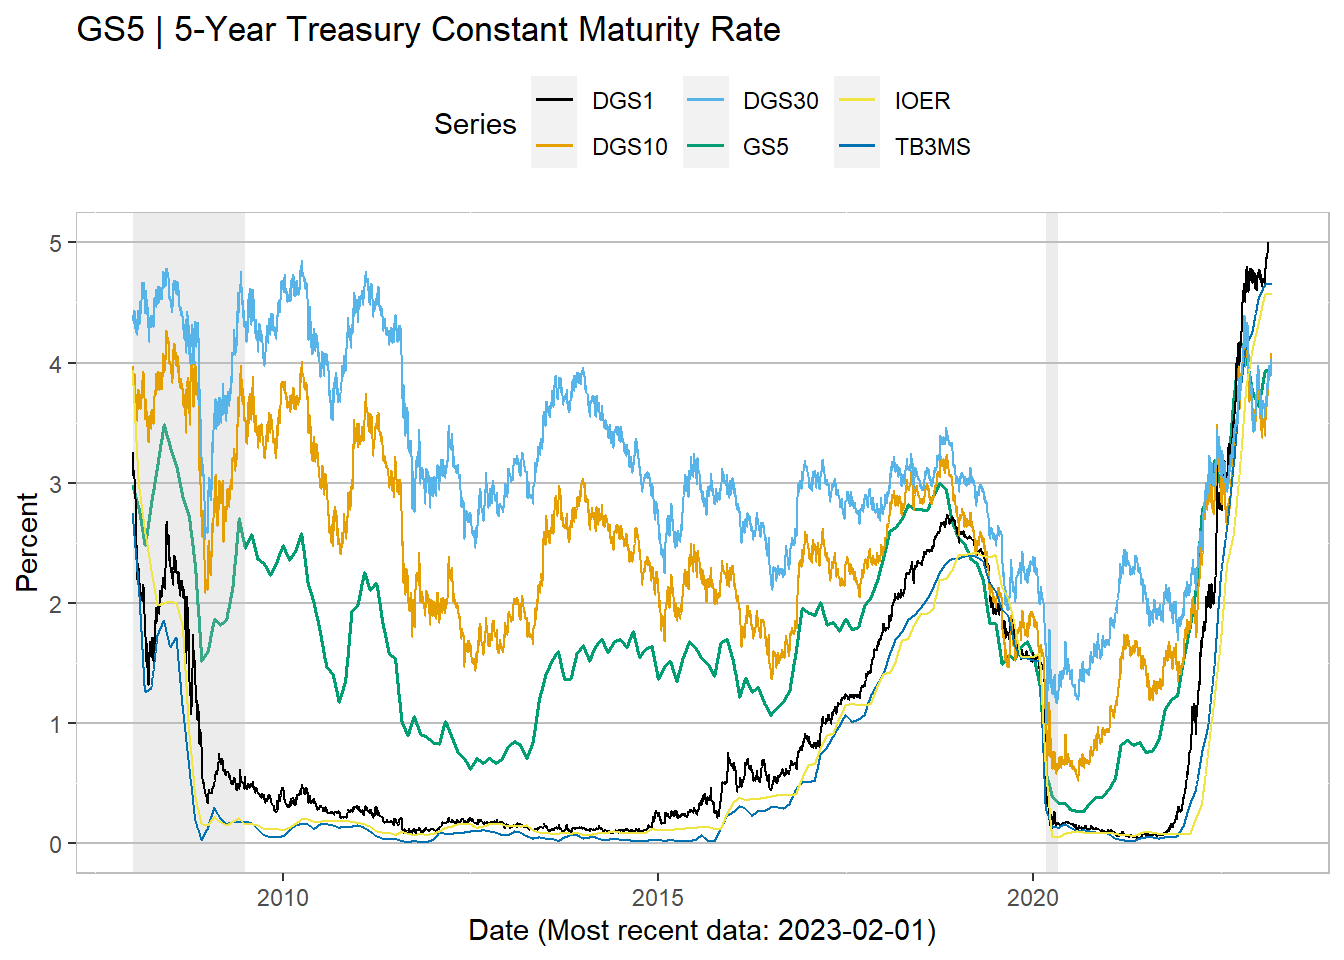 GS5 | 5-Year Treasury Constant Maturity Rate
Series
DGS1
DGS30
IOER
DGS10
GS5
TB3MS
5
4
3
2
1
0
Percent
2010
2015
2020
Date (Most recent data: 2023-02-01)